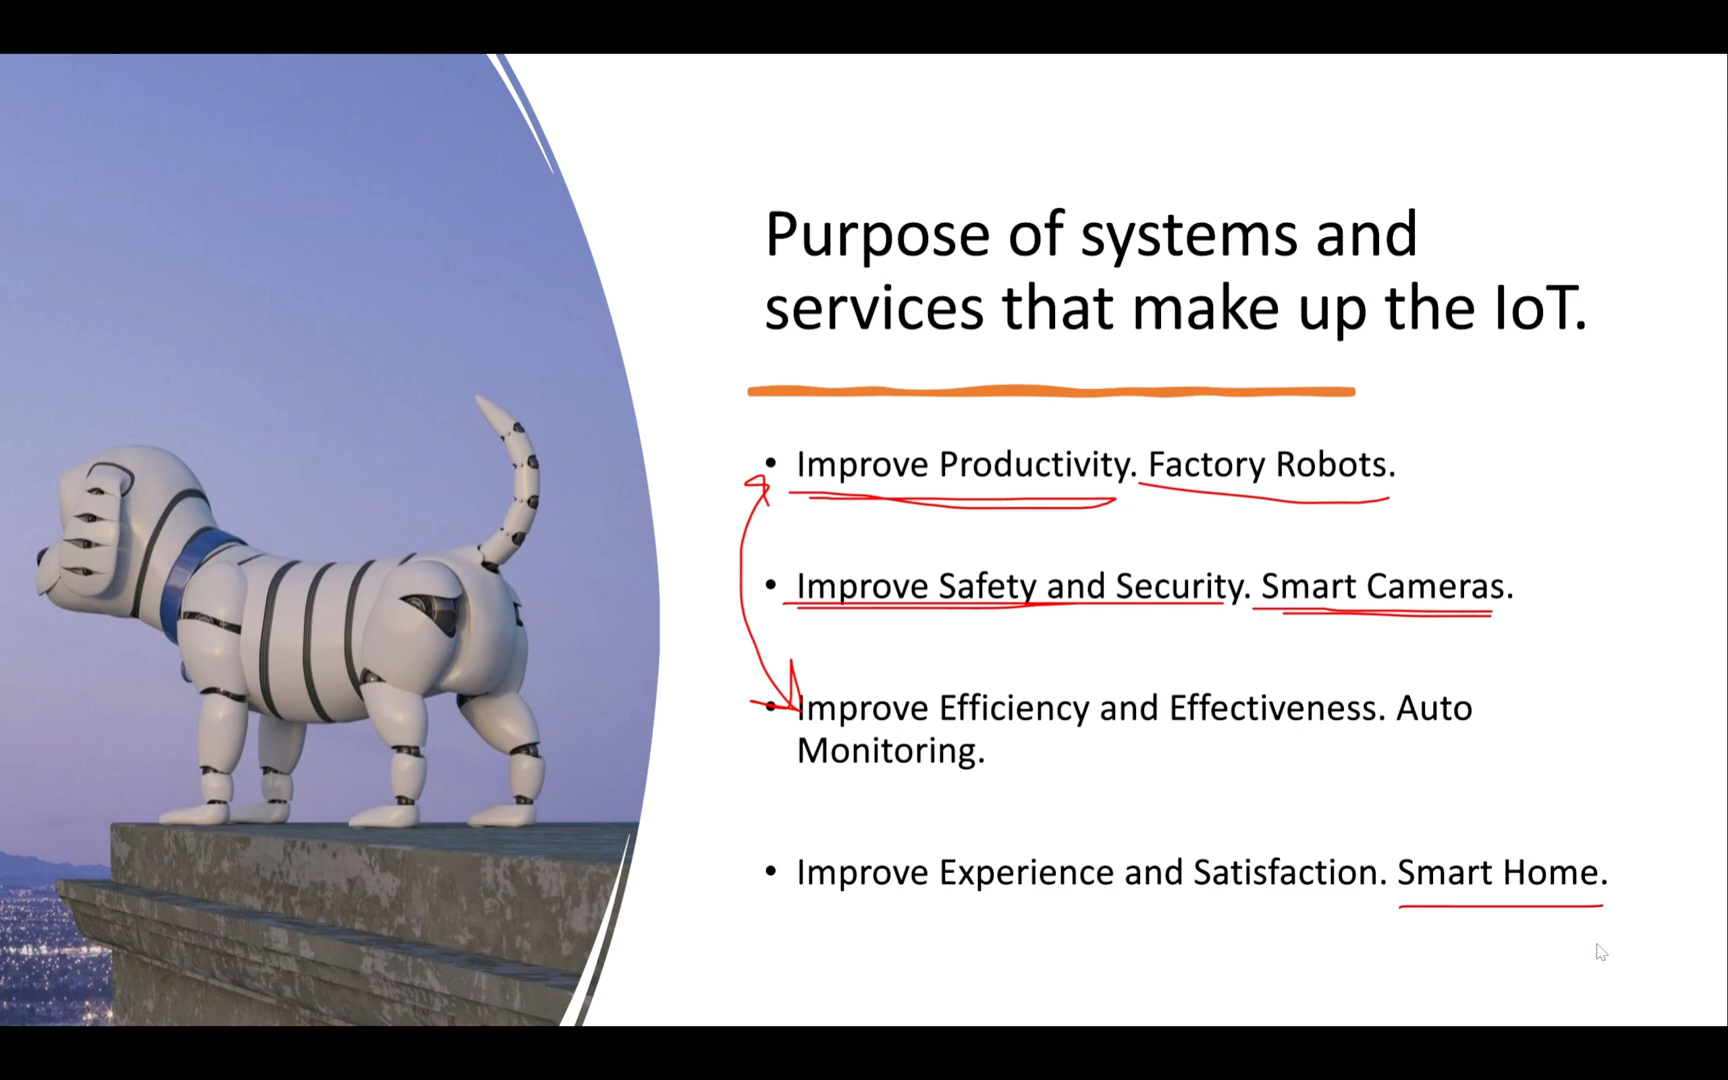 Purpose of systems and
services that make up the IoT.
• Improve Productivity. Factory Robots.
• Improve Safety and Security. Smart Cameras.
• Improve Efficiency and Effectiveness. Auto
Monitoring.
• Improve Experience and Satisfaction. Smart Home.